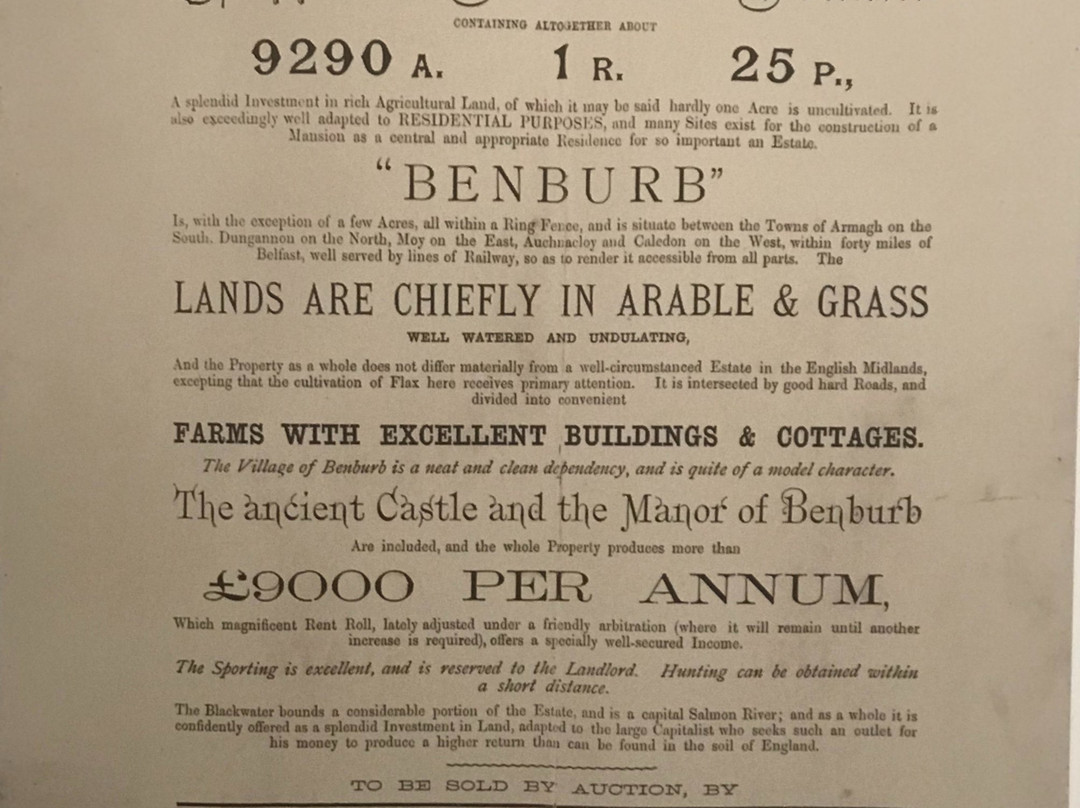 CONTAINING ALTOGETHER ABOUT
9290 A. 1 R. 25 P.,
A splendid Investment in rich Agricultural Land, of which it may be said hardly one Acre is uncultivated. It is
also exceedingly well adapted to RESIDENTIAL PURPOSES, and many Sites exist for the construction of a
Mansion as a central and appropriate Residence for so important an Estate.
"BENBURB"
Is, with the exception of a few Acres, all within a Ring Fence, and is situate between the Towns of Armagh on the
South, Dungannon on the North, Moy on the East, Auchnacloy and Caledon on the West, within forty miles of
Belfast, well served by lines of Railway, so as to render it accessible from all parts. The
LANDS ARE CHIEFLY IN ARABLE & GRASS
WELL WATERED AND UNDULATING,
And the Property as a whole does not differ materially from a well-circumstanced Estate in the English Midlands,
excepting that the cultivation of Flax here receives primary attention. It is intersected by good hard Roads, and
divided into convenient
FARMS WITH EXCELLENT BUILDINGS & COTTAGES.
The Village of Benburb is a neat and clean dependency, and is quite of a model character.
The ancient Castle and the Manor of Benburb
Are included, and the whole Property produces more than
£9000 PER ANNUM,
Which magnificent Rent Roll, lately adjusted under a friendly arbitration (where it will remain until another
increase is required), offers a specially well-secured Income.
The Sporting is excellent, and is reserved to the Landlord. Hunting can be obtained within
a short distance.
The Blackwater bounds a considerable portion of the Estate, and is a capital Salmon River; and as a whole it is
confidently offered as a splendid Investment in Land, adapted to the large Capitalist who seeks such an outlet for
his money to produce a higher return than can be found in the soil of England.
TO BE SOLD BY AUCTION, BY